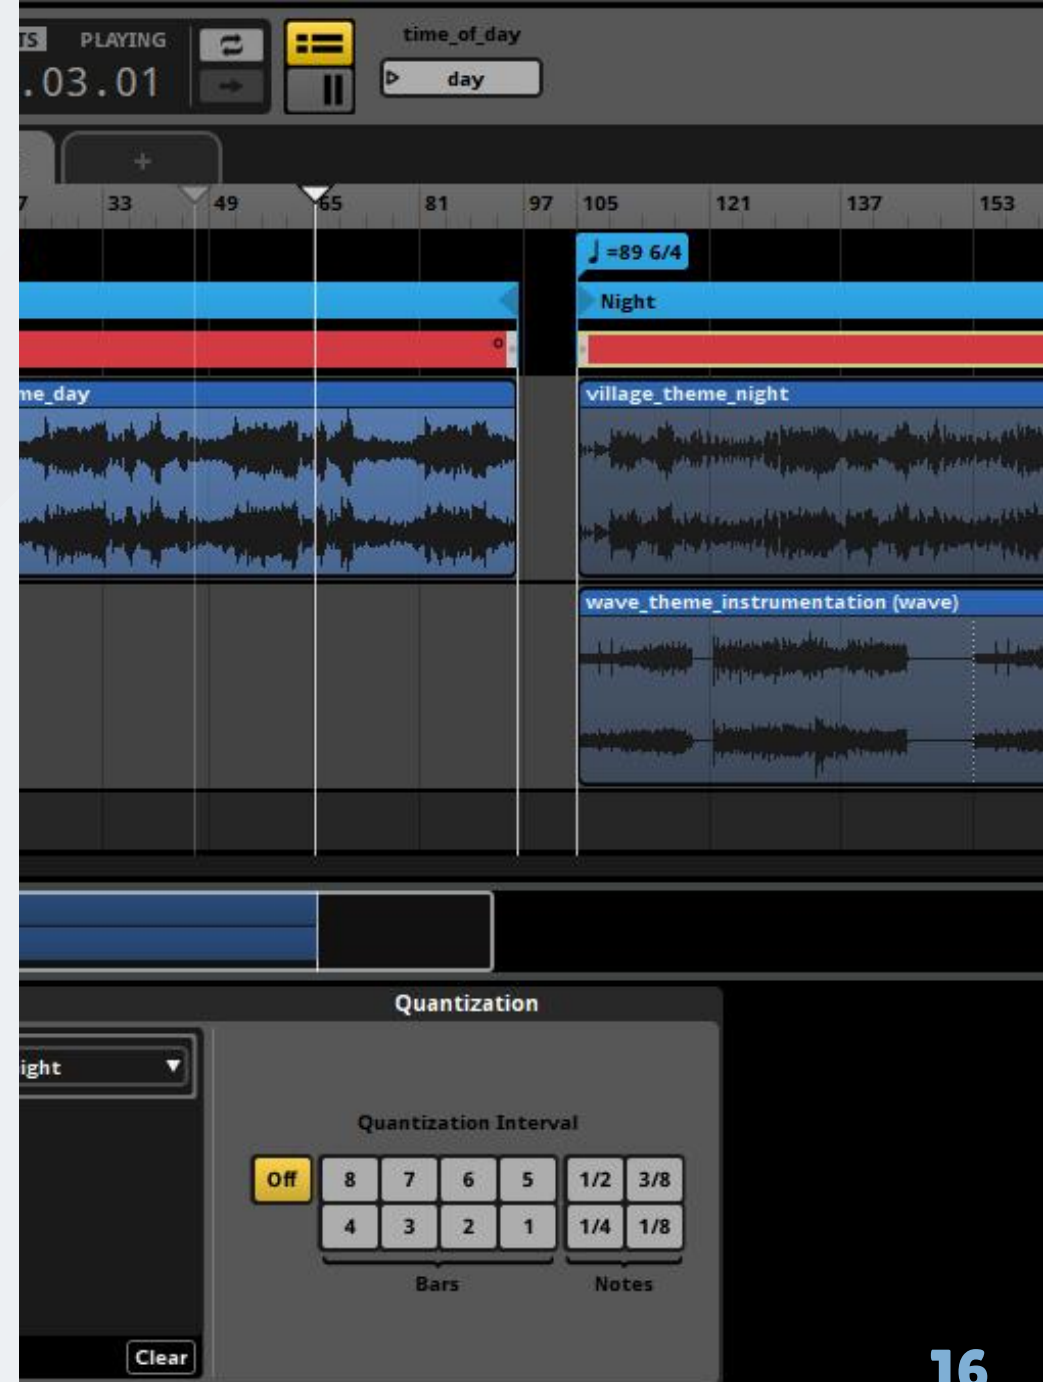 TS PLAYING
.03.01
time_of_day
day
+
7 33 49 65 81 97 105 121 137 153
=89 6/4
Night
me_day
village_theme_night
wave_theme_instrumentation (wave)
Quantization
ight
Quantization Interval
Off 8 7 6 5 1/2 3/8
4 3 2 1 1/4 1/8
Bars Notes
Clear
16